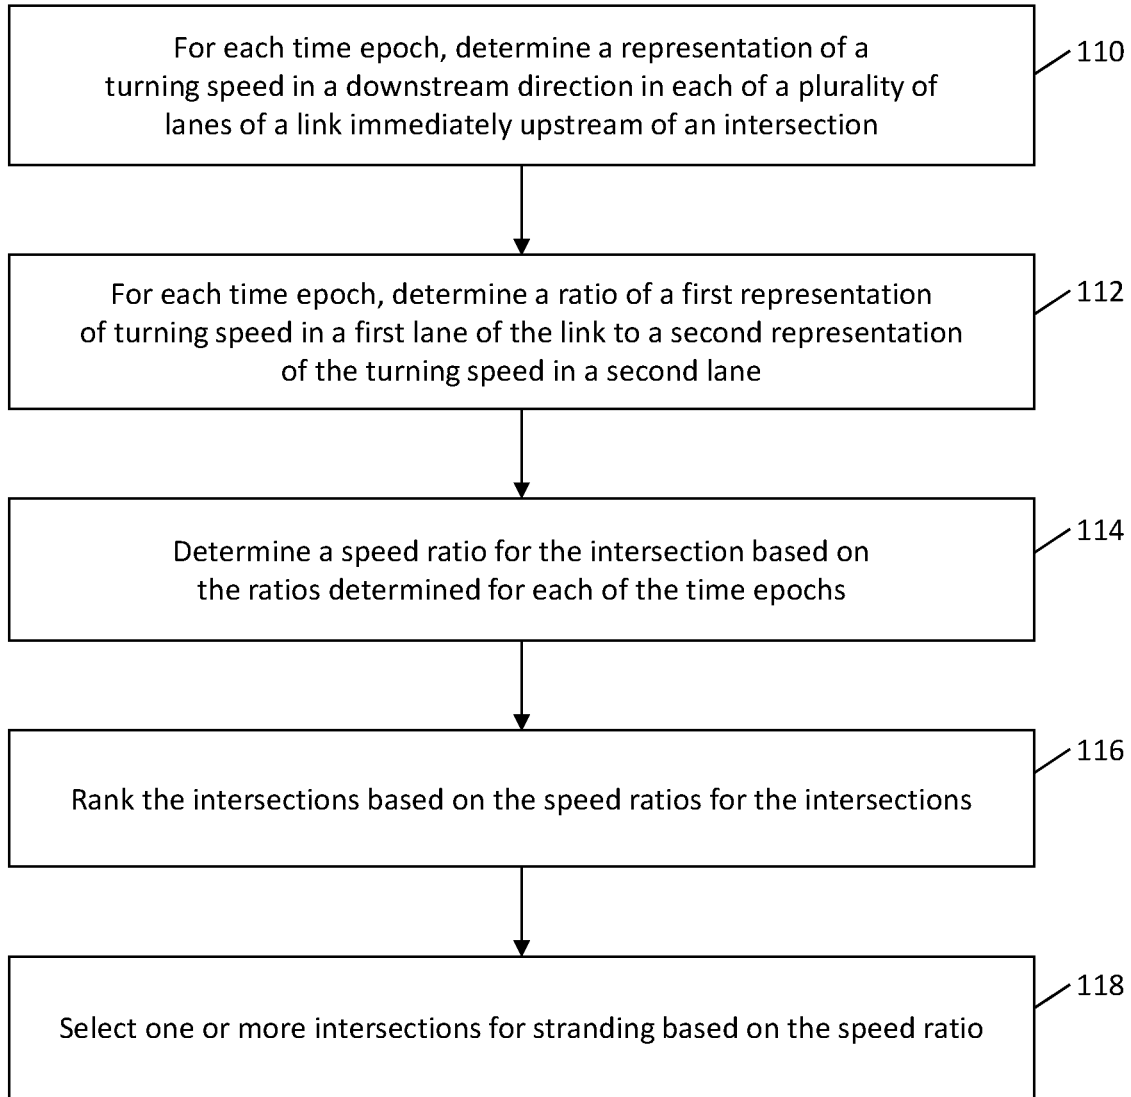 For each time epoch, determine a representation of a
turning speed in a downstream direction in each of a plurality of
lanes of a link immediately upstream of an intersection
110
For each time epoch, determine a ratio of a first representation
of turning speed in a first lane of the link to a second representation
of the turning speed in a second lane
112
Determine a speed ratio for the intersection based on
the ratios determined for each of the time epochs
114
Rank the intersections based on the speed ratios for the intersections
116
Select one or more intersections for stranding based on the speed ratio
118